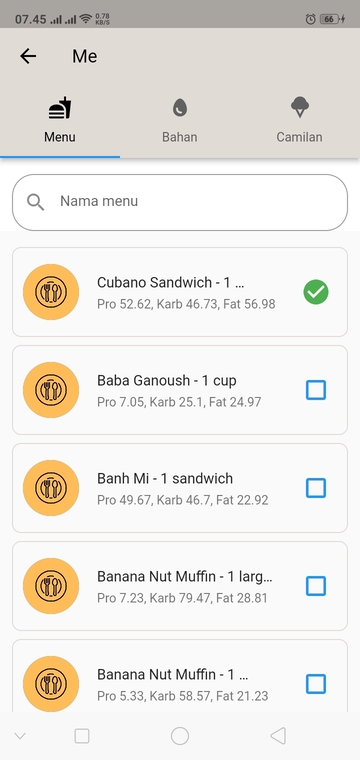 07.45
0.78
KB/S
66
Me
Menu
Bahan
Camilan
Nama menu
Cubano Sandwich - 1 ...
Pro 52.62, Karb 46.73, Fat 56.98
Baba Ganoush - 1 cup
Pro 7.05, Karb 25.1, Fat 24.97
Banh Mi - 1 sandwich
Pro 49.67, Karb 46.7, Fat 22.92
Banana Nut Muffin - 1 larg...
Pro 7.23, Karb 79.47, Fat 28.81
Banana Nut Muffin - 1 ...
Pro 5.33, Karb 58.57, Fat 21.23